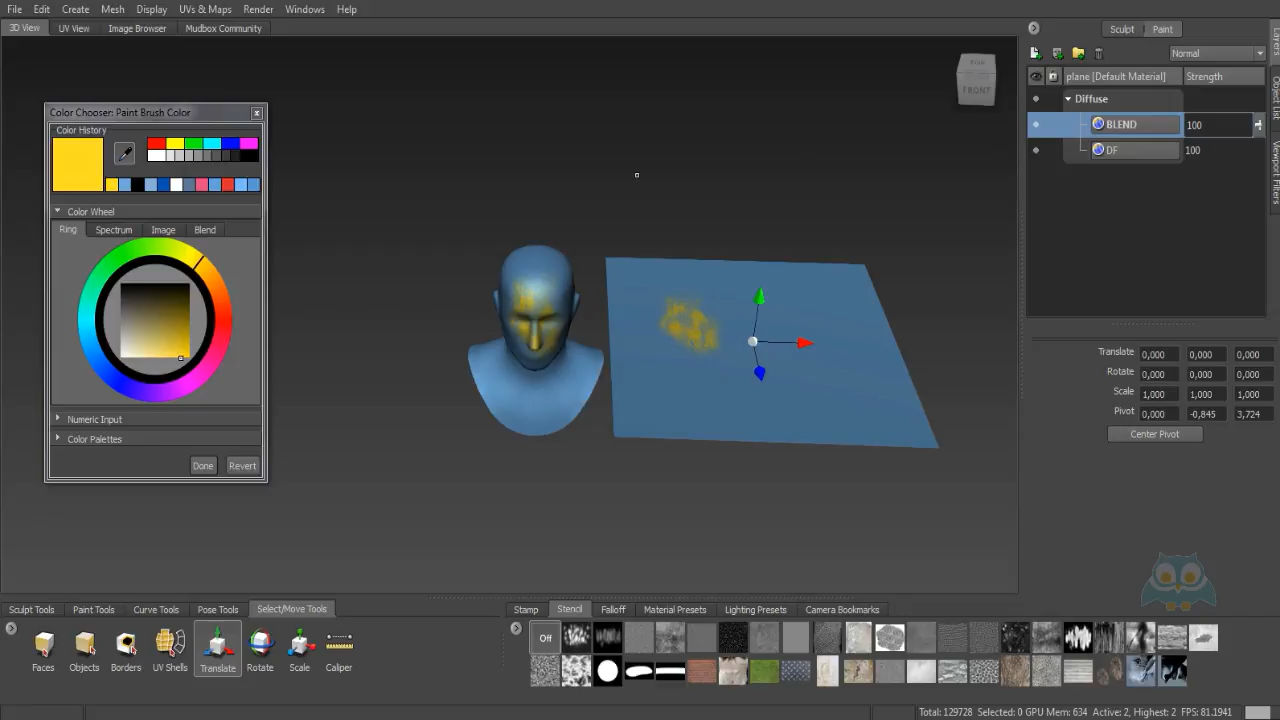 File Edit Create Mesh Display UVs & Maps Render Windows Help
3D View UV View Image Browser Mudbox Community
Sculpt Paint
Normal
plane [Default Material] Strength
Diffuse
BLEND 100
DF 100
Layers
Object List
Viewport Filters
FRONT
Color Chooser: Paint Brush Color
Color History
Color Wheel
Ring Spectrum Image Blend
Numeric Input
Color Palettes
Done Revert
Translate 0,000 0,000 0,000
Rotate 0,000 0,000 0,000
Scale 1,000 1,000 1,000
Pivot 0,000 -0,845 3,724
Center Pivot
Sculpt Tools Paint Tools Curve Tools Pose Tools Select/Move Tools
Faces Objects Borders UV Shells Translate Rotate Scale Caliper
Stamp Stencil Falloff Material Presets Lighting Presets Camera Bookmarks
Off
Total: 129728 Selected: 0 GPU Mem: 634 Active: 2, Highest: 2 FPS: 81.1941